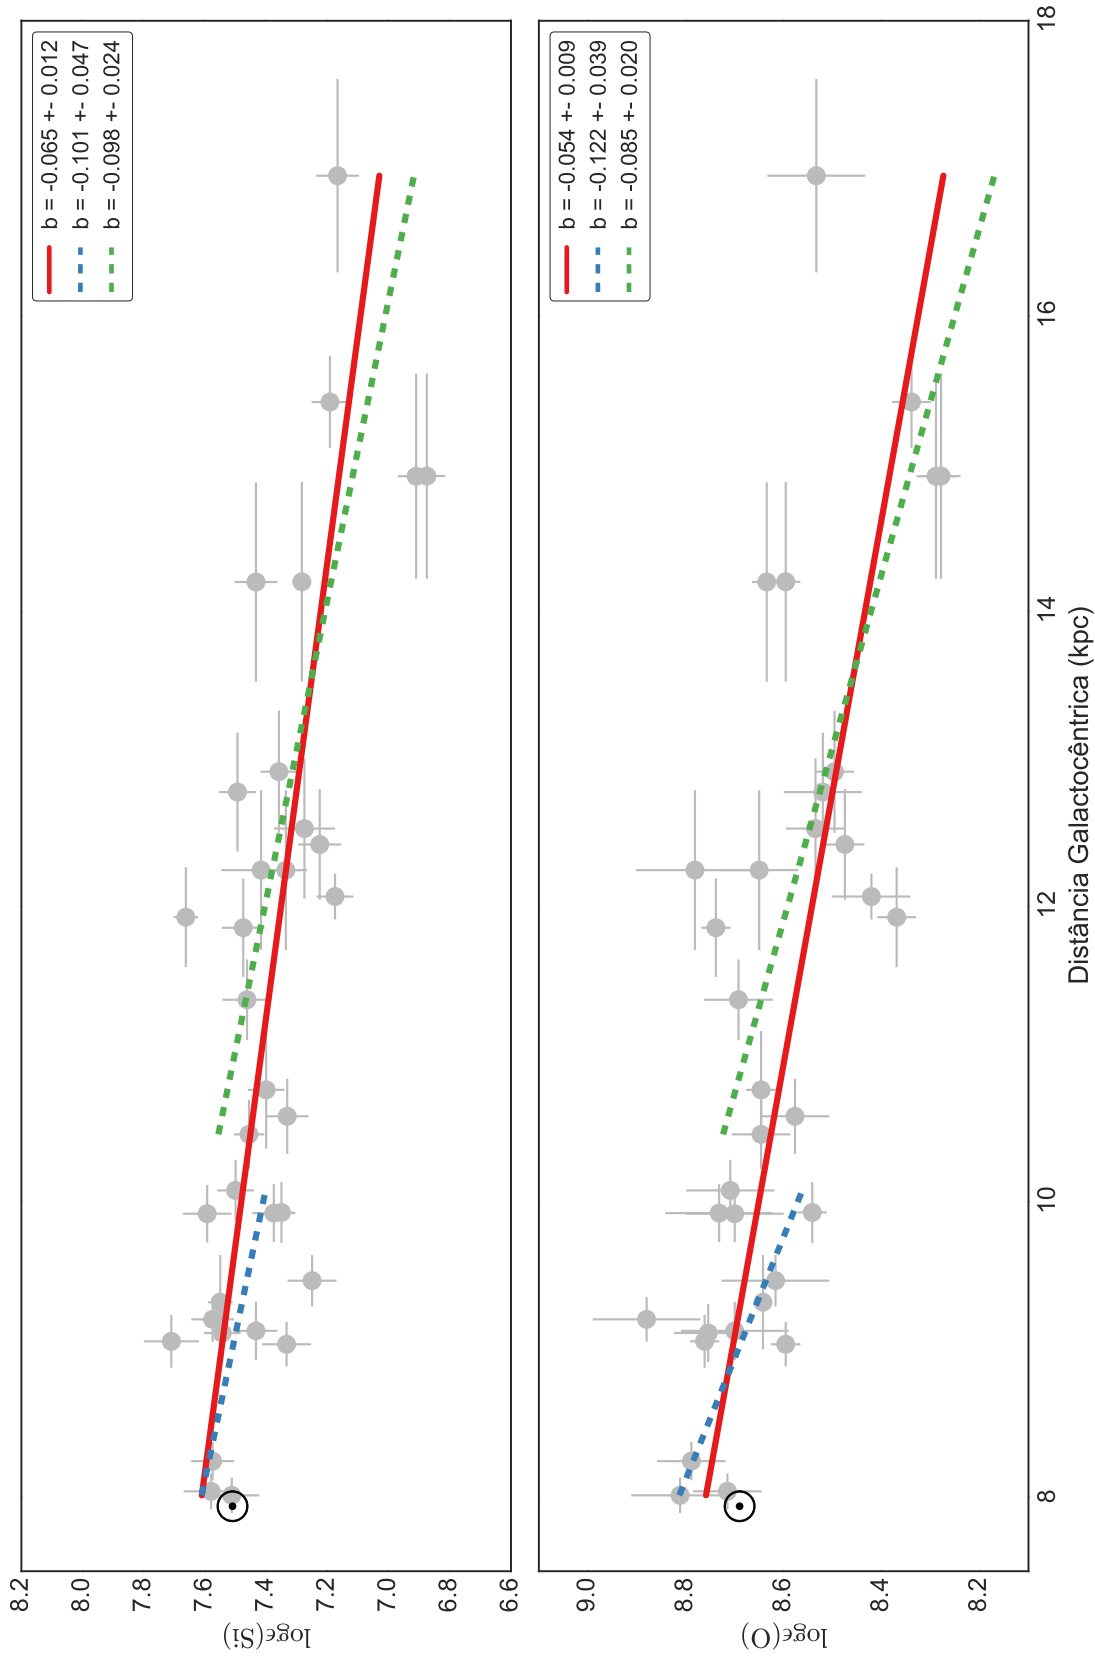 8.2
8.0
7.8
7.6
7.4
7.2
7.0
6.8
6.6
logϵ(Si)
b = -0.065 +- 0.012
b = -0.101 +- 0.047
b = -0.098 +- 0.024
9.0
8.8
8.6
8.4
8.2
logϵ(O)
b = -0.054 +- 0.009
b = -0.122 +- 0.039
b = -0.085 +- 0.020
8
10
12
14
16
18
Distância Galactocêntrica (kpc)